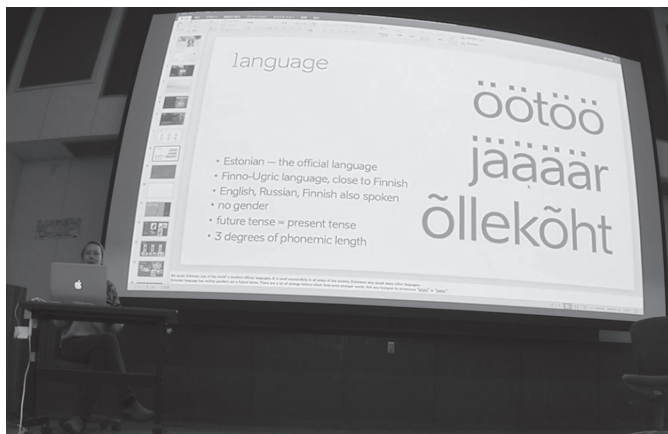 language
öötöö
jäääär
õllekõht
• Estonian — the official language
• Finno-Ugric language, close to Finnish
• English, Russian, Finnish also spoken
• no gender
• future tense = present tense
• 3 degrees of phonemic length